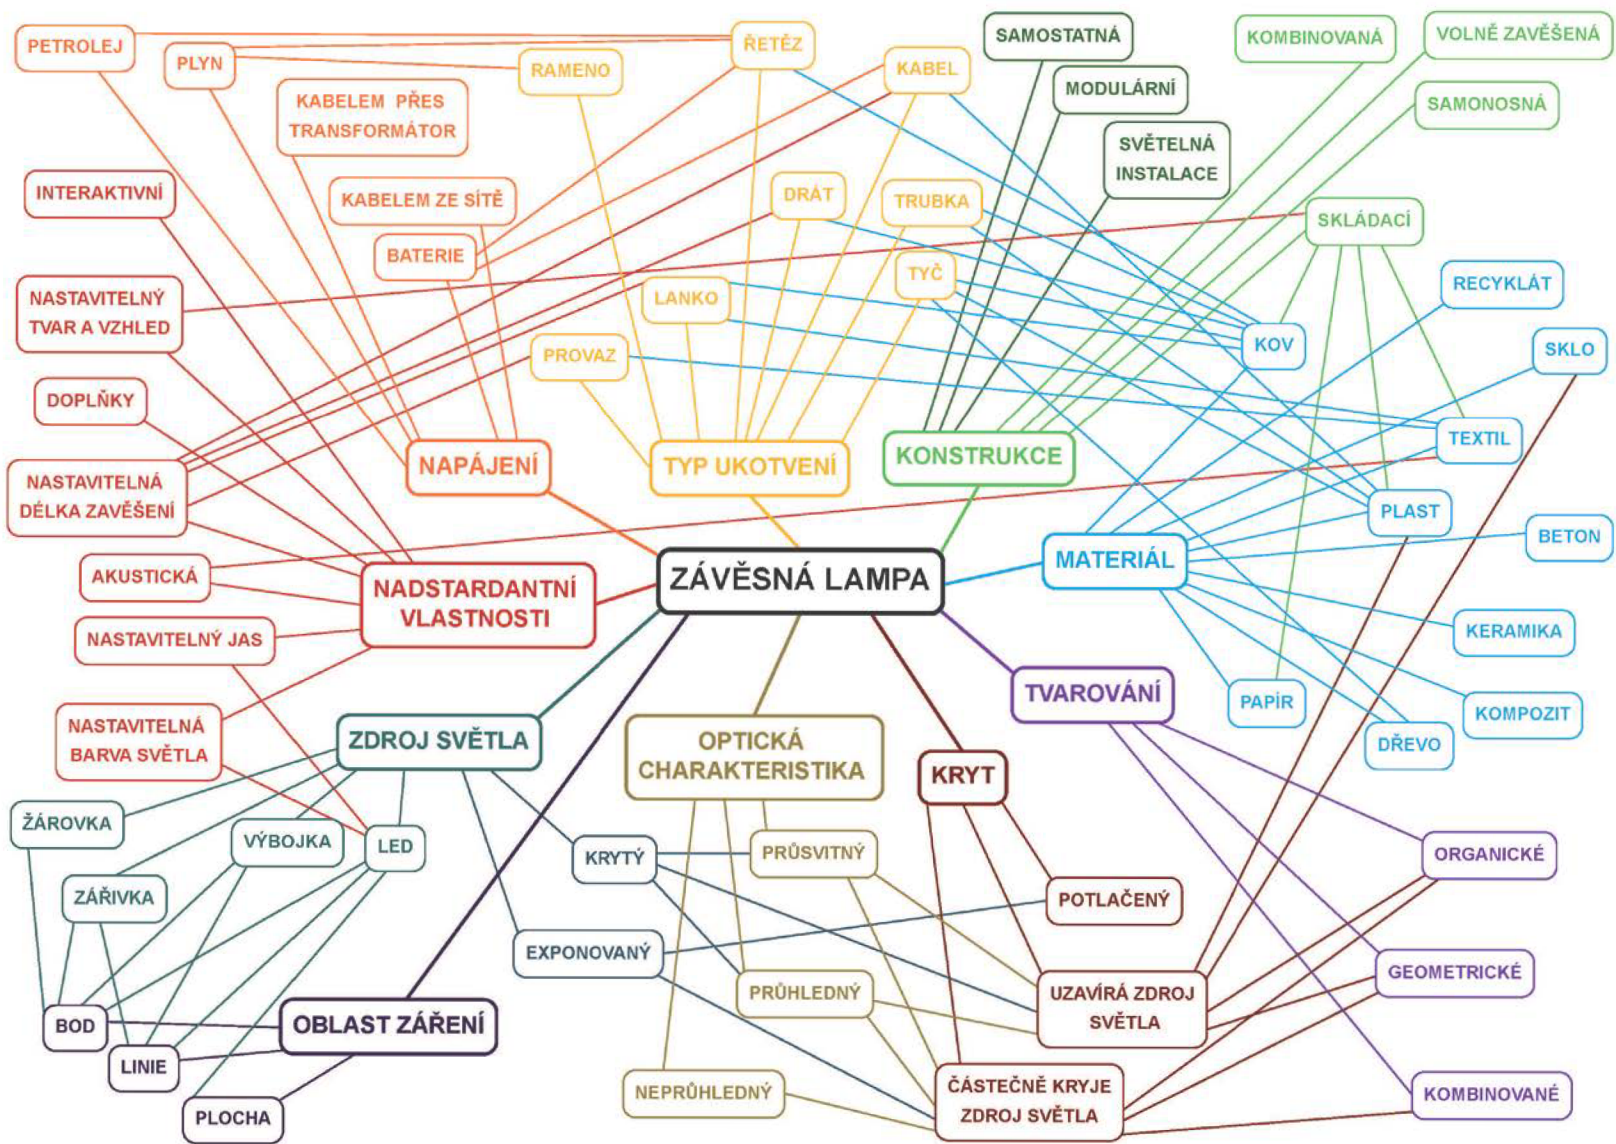 PETROLEJ
PLYN
ŘETĚZ
RAMENO
KABEL
SAMOSTATNÁ
KOMBINOVANÁ
VOLNĚ ZAVĚŠENÁ
KABELEM PŘES
TRANSFORMÁTOR
MODULÁRNÍ
SAMONOSNÁ
SVĚTELNÁ
INSTALACE
INTERAKTIVNÍ
KABELEM ZE SÍTĚ
DRÁT
TRUBKA
SKLÁDACÍ
BATERIE
TYČ
NASTAVITELNÝ
TVAR A VZHLED
LANKO
RECYKLÁT
PROVAZ
KOV
SKLO
DOPLŇKY
NAPÁJENÍ
TYP UKOTVENÍ
KONSTRUKCE
TEXTIL
NASTAVITELNÁ
DÉLKA ZAVĚŠENÍ
PLAST
BETON
AKUSTICKÁ
NADSTARDANTNÍ
VLASTNOSTI
ZÁVĚSNÁ LAMPA
MATERIÁL
NASTAVITELNÝ JAS
KERAMIKA
TVAROVÁNÍ
PAPÍR
KOMPOZIT
DŘEVO
NASTAVITELNÁ
BARVA SVĚTLA
ZDROJ SVĚTLA
OPTICKÁ
CHARAKTERISTIKA
KRYT
ŽÁROVKA
VÝBOJKA
LED
KRYTÝ
PRŮSVITNÝ
ORGANICKÉ
ZÁŘIVKA
POTLAČENÝ
EXPONOVANÝ
GEOMETRICKÉ
PRŮHLEDNÝ
UZAVÍRÁ ZDROJ
SVĚTLA
BOD
OBLAST ZÁŘENÍ
LINIE
NEPRŮHLEDNÝ
ČÁSTEČNĚ KRYJE
ZDROJ SVĚTLA
KOMBINOVANÉ
PLOCHA